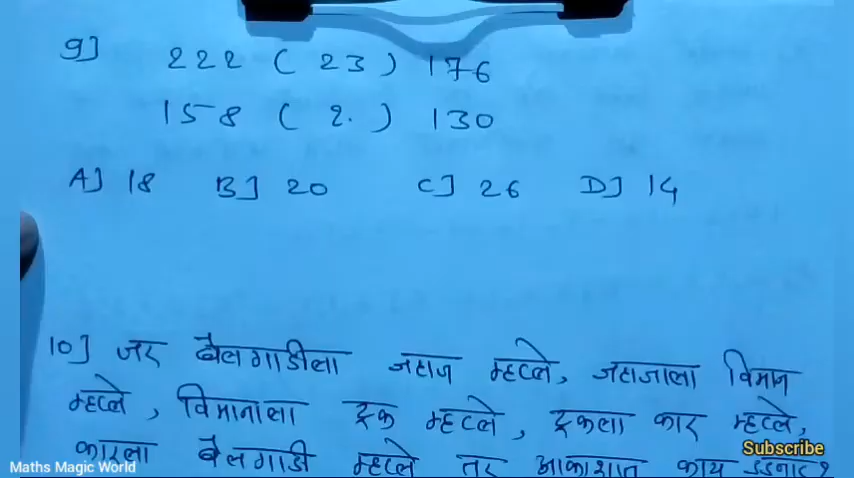 9] 222 ( 23 ) 176
158 ( ? ) 130
A] 18 B] 20 C] 26 D] 14
10] जर बैलगाडीला जहाज म्हटले, जहाजाला विमान
म्हटले, विमानाला ट्रक म्हटले, ट्रकला कार म्हटले,
कारला बैलगाडी म्हटले तर आकाशात काय उडणार?
Subscribe
Maths Magic World